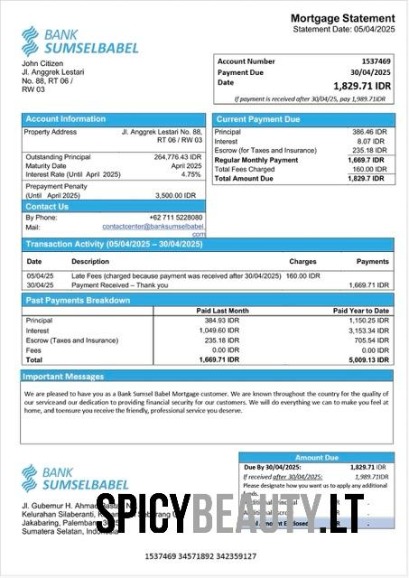 Mortgage Statement
Statement Date: 05/04/2025
BANK
SUMSELBABEL
John Citizen
Jl. Anggrek Lestari
No. 88, RT 06 /
RW 03
Account Number 1537469
Payment Due 30/04/2025
Date
1,829.71 IDR
if payment is received after 30/04/25, pay 1,989.71IDR
Account Information
Property Address Jl. Anggrek Lestari No. 88,
RT 06 / RW 03
Outstanding Principal 264,776.43 IDR
Maturity Date April 2025
Interest Rate (Until April 2025) 4.75%
Prepayment Penalty
(Until April 2025) 3,500.00 IDR
Contact Us
By Phone: +62 711 5228080
Mail: contactcenter@banksumselbabel.
com
Current Payment Due
Principal 386.46 IDR
Interest 8.07 IDR
Escrow (for Taxes and Insurance) 235.18 IDR
Regular Monthly Payment 1,669.7 IDR
Total Fees Charged 160.00 IDR
Total Amount Due 1,829.7 IDR
Transaction Activity (05/04/2025 – 30/04/2025)
Date Description Charges Payments
05/04/25 Late Fees (charged because payment was received after 30/04/2025) 160.00 IDR
30/04/25 Payment Received – Thank you 1,669.71 IDR
Past Payments Breakdown
Paid Last Month Paid Year to Date
Principal 384.93 IDR 1,150.25 IDR
Interest 1,049.60 IDR 3,153.34 IDR
Escrow (Taxes and Insurance) 235.18 IDR 705.54 IDR
Fees 0.00 IDR 0.00 IDR
Total 1,669.71 IDR 5,009.13 IDR
Important Messages
We are pleased to have you as a Bank Sumsel Babel Mortgage customer. We are known throughout the country for the quality of
our service and our dedication to providing financial security for our customers. We will do everything we can to make you feel at
home, and to ensure you receive the friendly, professional service you deserve.
BANK
SUMSELBABEL
Jl. Gubernur H. Ahmad
Kelurahan Silaberanti,
Jakabaring, Palembang
Sumatera Selatan, Indonesia
Amount Due
Due By 30/04/2025: 1,829.71 IDR
If received after 30/04/2025: 1,989.71 IDR
Please designate how you want us to apply any additional
SPICYBEAUTY.LT
1537469 34571892 342359127